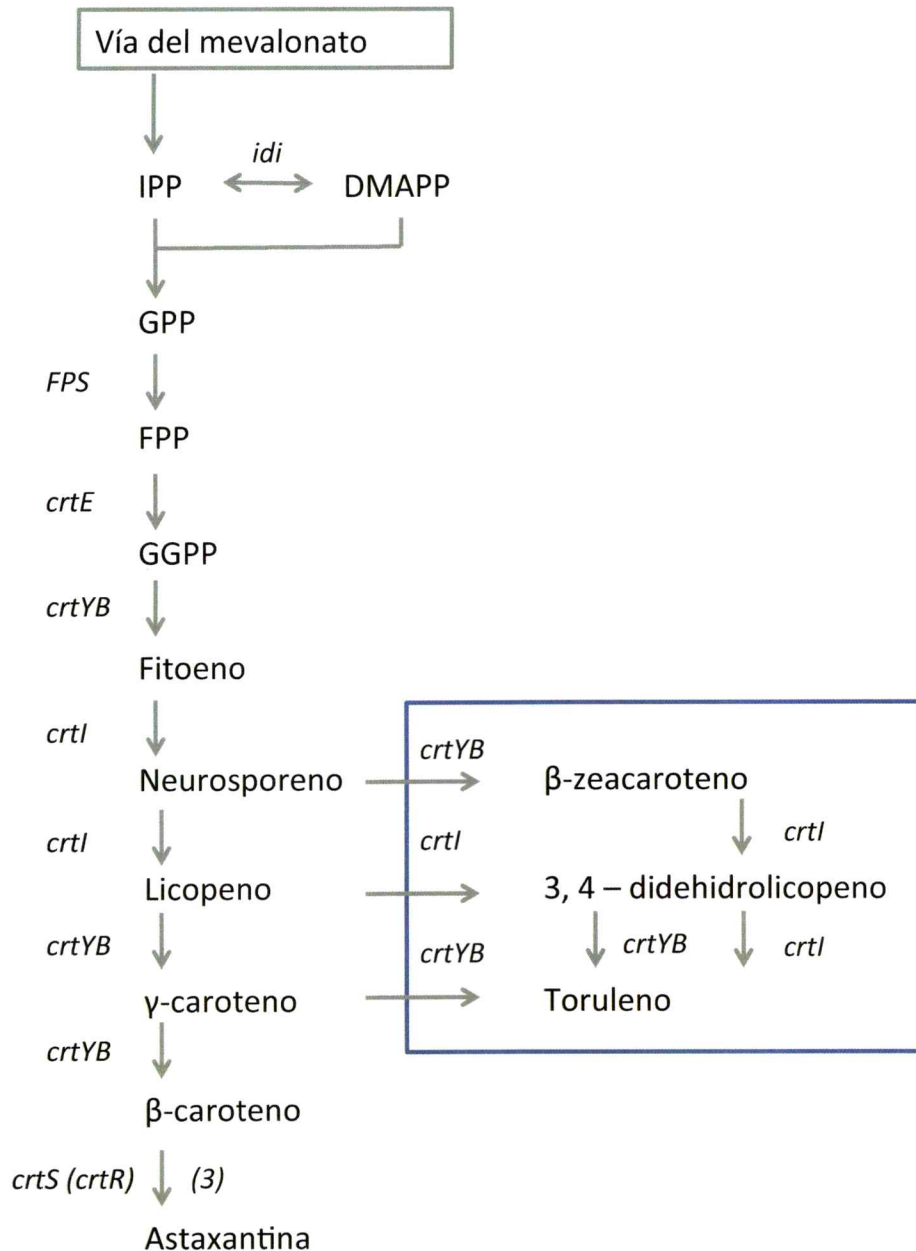 Vía del mevalonato
idi
IPP
DMAPP
GPP
FPS
FPP
crtE
GGPP
crtYB
Fitoeno
crtI
crtYB
Neurosporeno
β-zeacaroteno
crtI
crtI
crtI
Licopeno
3, 4 – didehidrolicopeno
crtYB
crtYB
crtYB
crtI
γ-caroteno
Toruleno
crtYB
β-caroteno
crtS (crtR)
(3)
Astaxantina